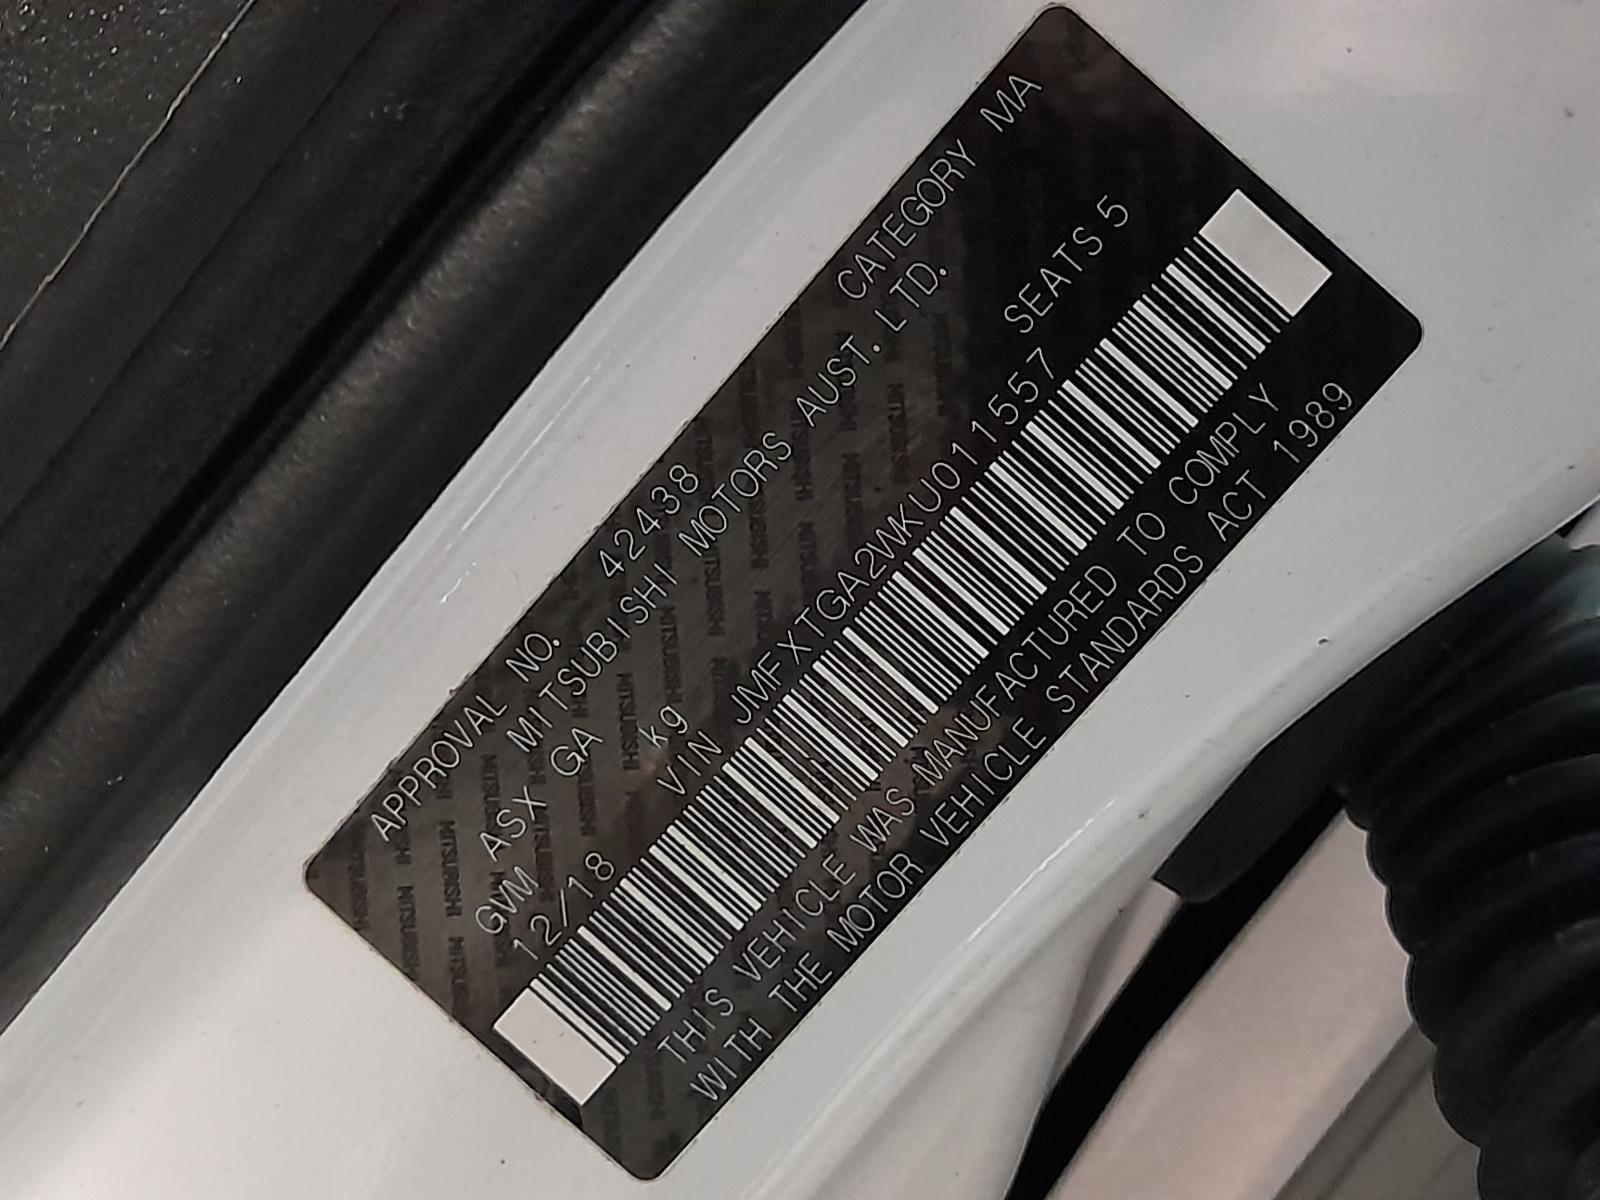 APPROVAL NO. 42438 CATEGORY MA
MITSUBISHI MOTORS AUST. LTD.
ASX GA
GVM kg SEATS 5
12/18 VIN JMFXTGA2WKU011557
THIS VEHICLE WAS MANUFACTURED TO COMPLY
WITH THE MOTOR VEHICLE STANDARDS ACT 1989